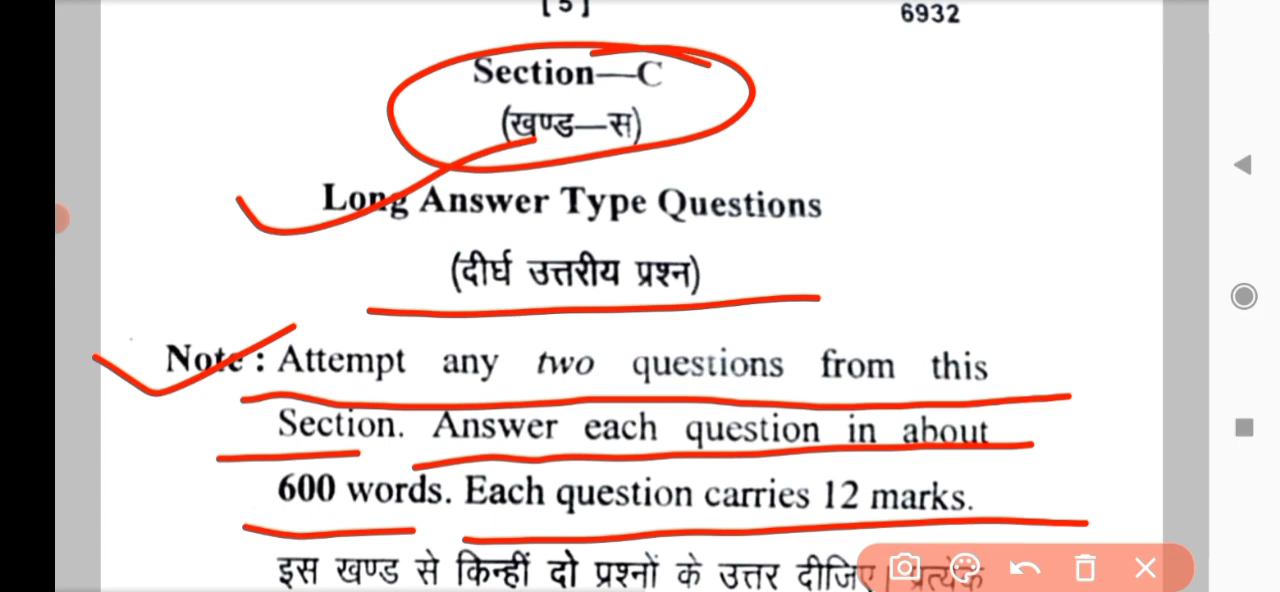 [5]
6932
Section—C
(खण्ड—स)
Long Answer Type Questions
(दीर्घ उत्तरीय प्रश्न)
Note : Attempt any two questions from this
Section. Answer each question in about
600 words. Each question carries 12 marks.
इस खण्ड से किन्हीं दो प्रश्नों के उत्तर दीजिए। प्रत्येक